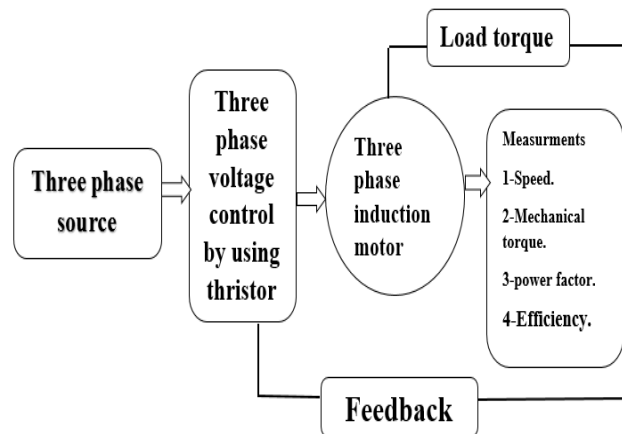 Load torque
Three phase
source
Three
phase
voltage
control
by using
thristor
Three
phase
induction
motor
Measurments
1-Speed.
2-Mechanical
torque.
3-power factor.
4-Efficiency.
Feedback